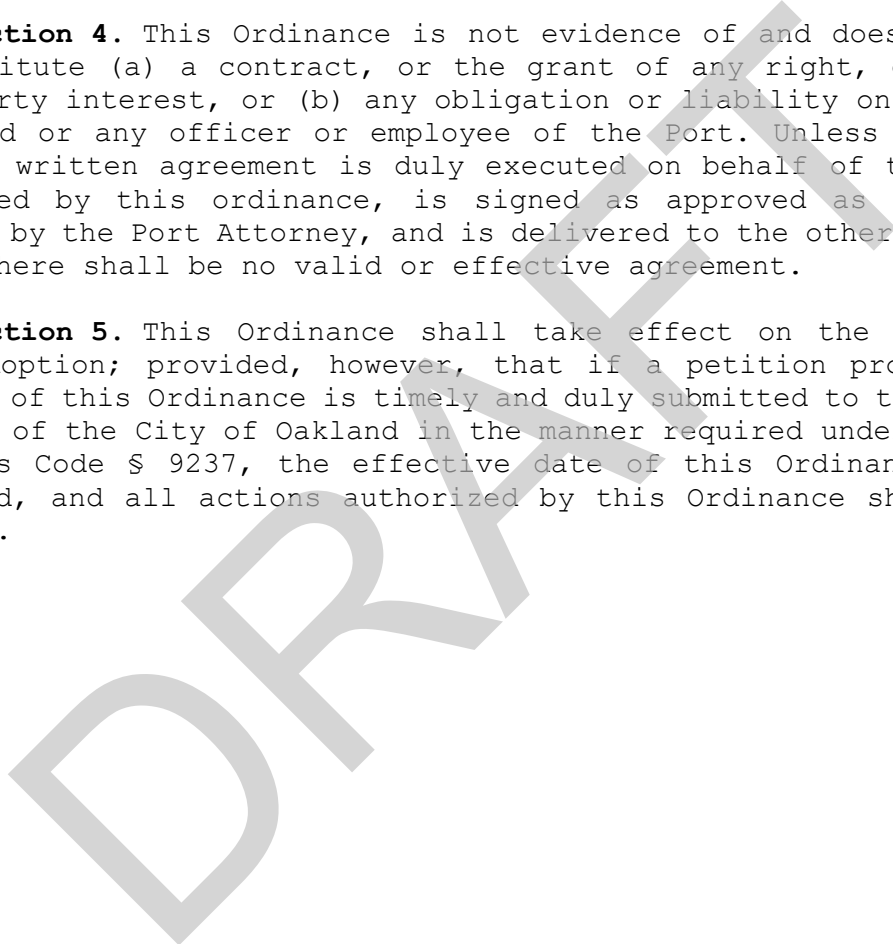 ction 4. This Ordinance is not evidence of and does
itute (a) a contract, or the grant of any right,
rty interest, or (b) any obligation or liability on
d or any officer or employee of the Port. Unless
written agreement is duly executed on behalf of t
ed by this ordinance, is signed as approved as
by the Port Attorney, and is delivered to the other
here shall be no valid or effective agreement.
ction 5. This Ordinance shall take effect on the
option; provided, however, that if a petition pro
of this Ordinance is timely and duly submitted to t
of the City of Oakland in the manner required unde
s Code § 9237, the effective date of this Ordinan
d, and all actions authorized by this Ordinance sh
.
DRAFT